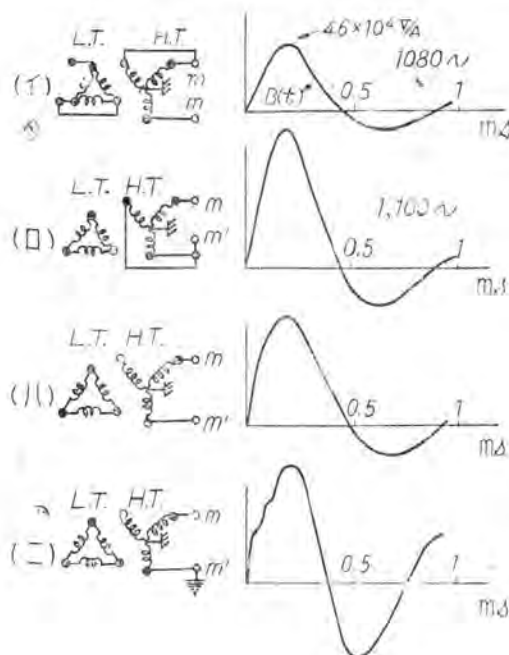 L.T. H.T.
(イ)
m
m
4.6×10⁴ V/A
1080~
B(t)
0.5
1
ms
L.T. H.T.
(ロ)
m
m'
1,100~
0.5
1
ms
L.T. H.T.
(ハ)
m
m'
0.5
1
ms
L.T. H.T.
(ニ)
m
m'
0.5
1
ms